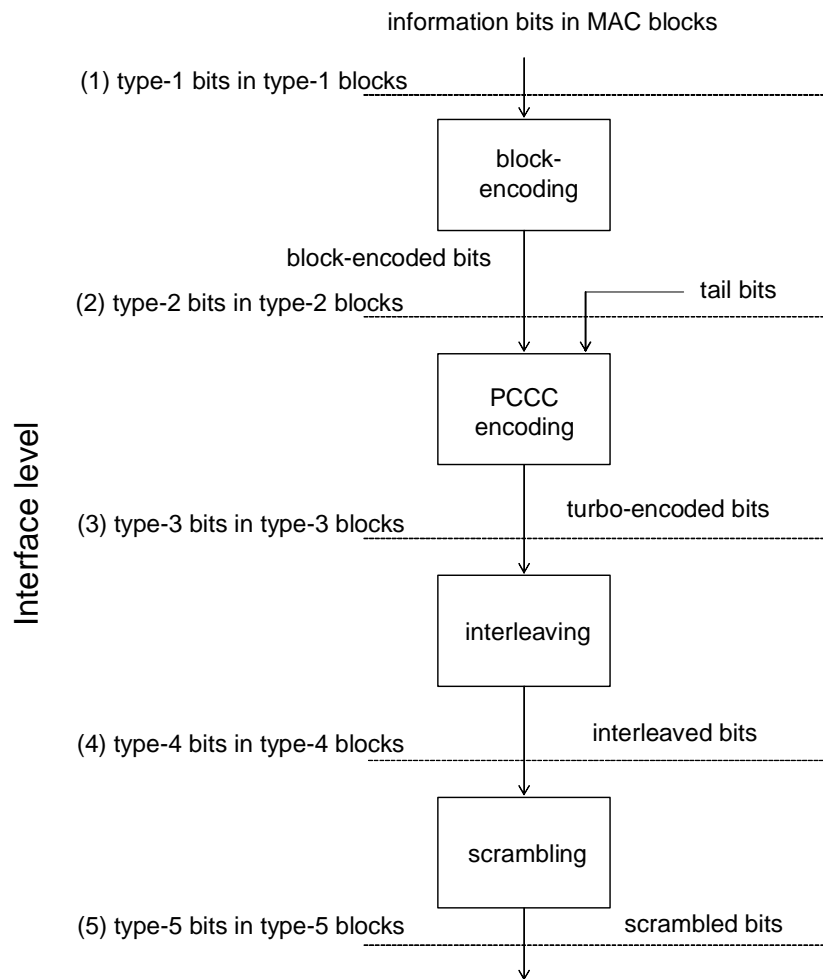 information bits in MAC blocks
(1) type-1 bits in type-1 blocks
block-
encoding
block-encoded bits
tail bits
(2) type-2 bits in type-2 blocks
PCCC
encoding
Interface level
turbo-encoded bits
(3) type-3 bits in type-3 blocks
interleaving
interleaved bits
(4) type-4 bits in type-4 blocks
scrambling
(5) type-5 bits in type-5 blocks
scrambled bits